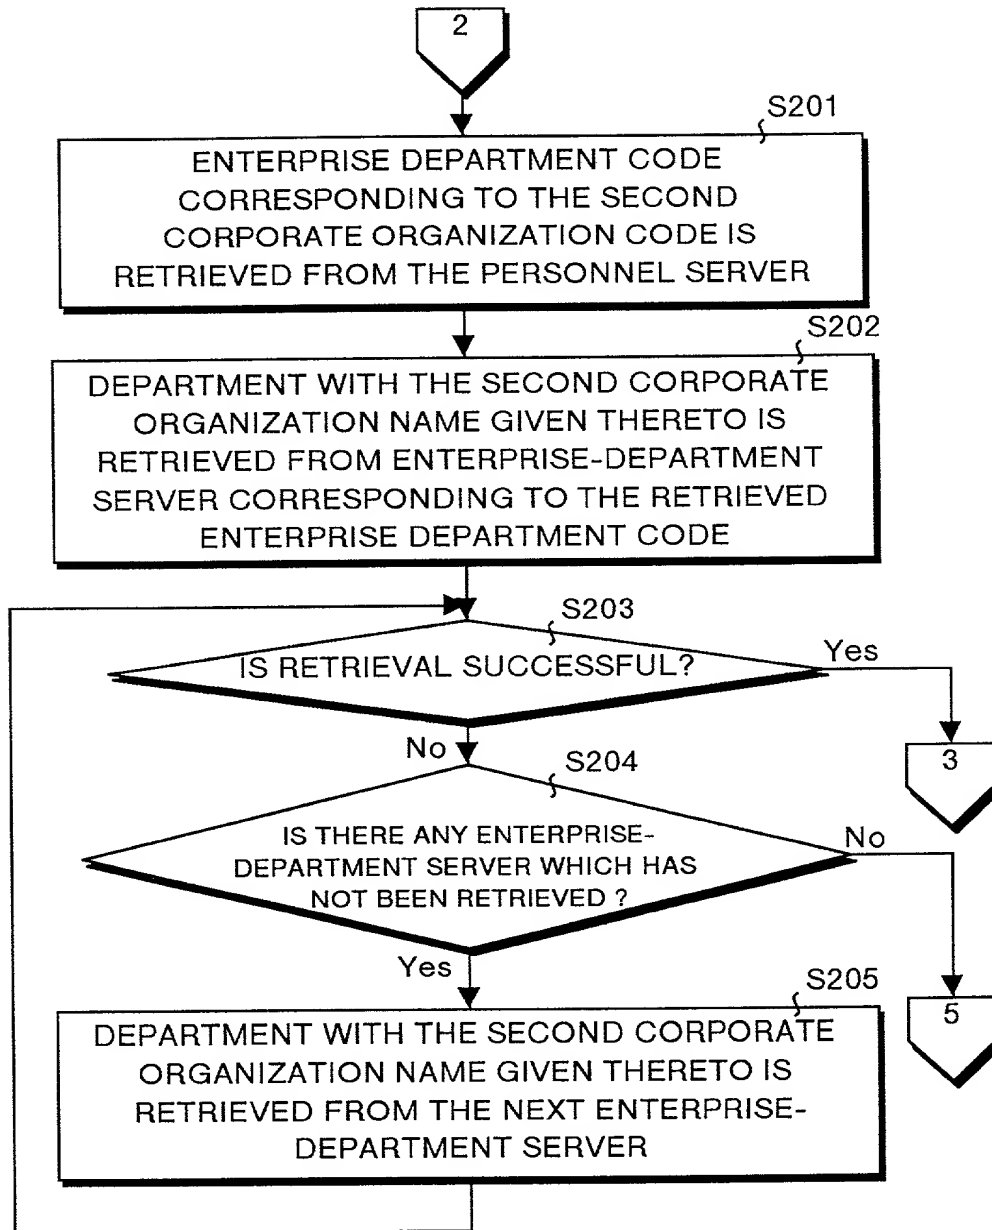 2
S201
ENTERPRISE DEPARTMENT CODE
CORRESPONDING TO THE SECOND
CORPORATE ORGANIZATION CODE IS
RETRIEVED FROM THE PERSONNEL SERVER
S202
DEPARTMENT WITH THE SECOND CORPORATE
ORGANIZATION NAME GIVEN THERETO IS
RETRIEVED FROM ENTERPRISE-DEPARTMENT
SERVER CORRESPONDING TO THE RETRIEVED
ENTERPRISE DEPARTMENT CODE
S203
IS RETRIEVAL SUCCESSFUL?
Yes
3
No
S204
IS THERE ANY ENTERPRISE-
DEPARTMENT SERVER WHICH HAS
NOT BEEN RETRIEVED ?
No
5
Yes
S205
DEPARTMENT WITH THE SECOND CORPORATE
ORGANIZATION NAME GIVEN THERETO IS
RETRIEVED FROM THE NEXT ENTERPRISE-
DEPARTMENT SERVER